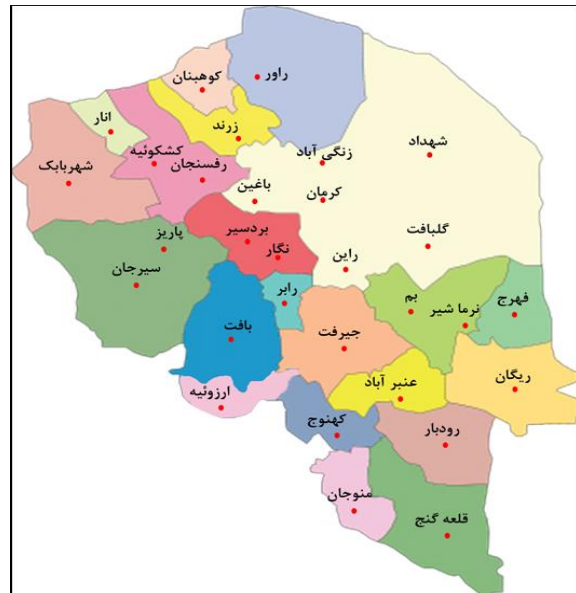 راور
کوهبنان
انار
زرند
کشکوئیه
زنگی آباد
شهداد
شهربابک
رفسنجان
باغین
کرمان
بردسیر
پاریز
نگار
راین
گلبافت
سیرجان
رابر
بم
نرما شیر
فهرج
بافت
جیرفت
عنبر آباد
ریگان
ارزوئیه
کهنوج
رودبار
منوجان
قلعه گنج